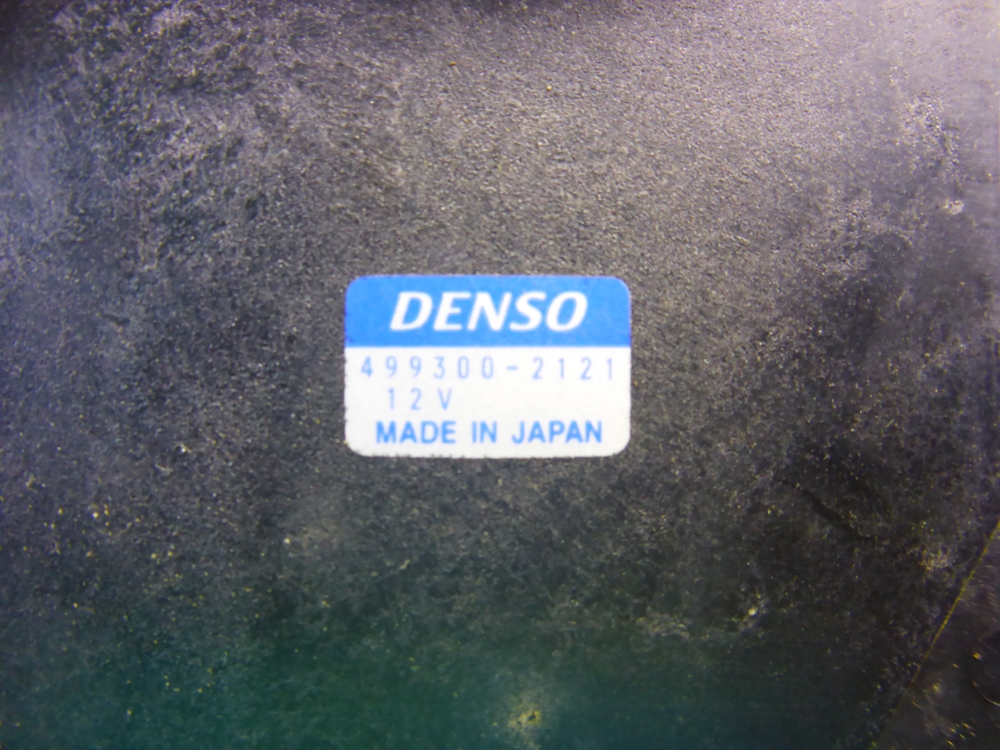 DENSO
499300-2121
12V
MADE IN JAPAN